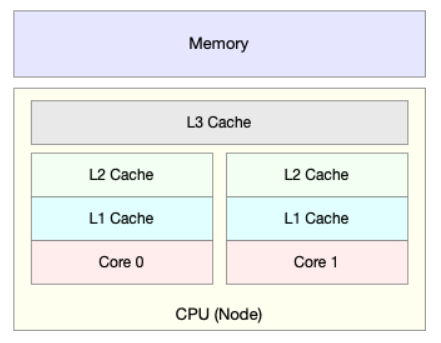 Memory
L3 Cache
L2 Cache
L1 Cache
Core 0
L2 Cache
L1 Cache
Core 1
CPU (Node)